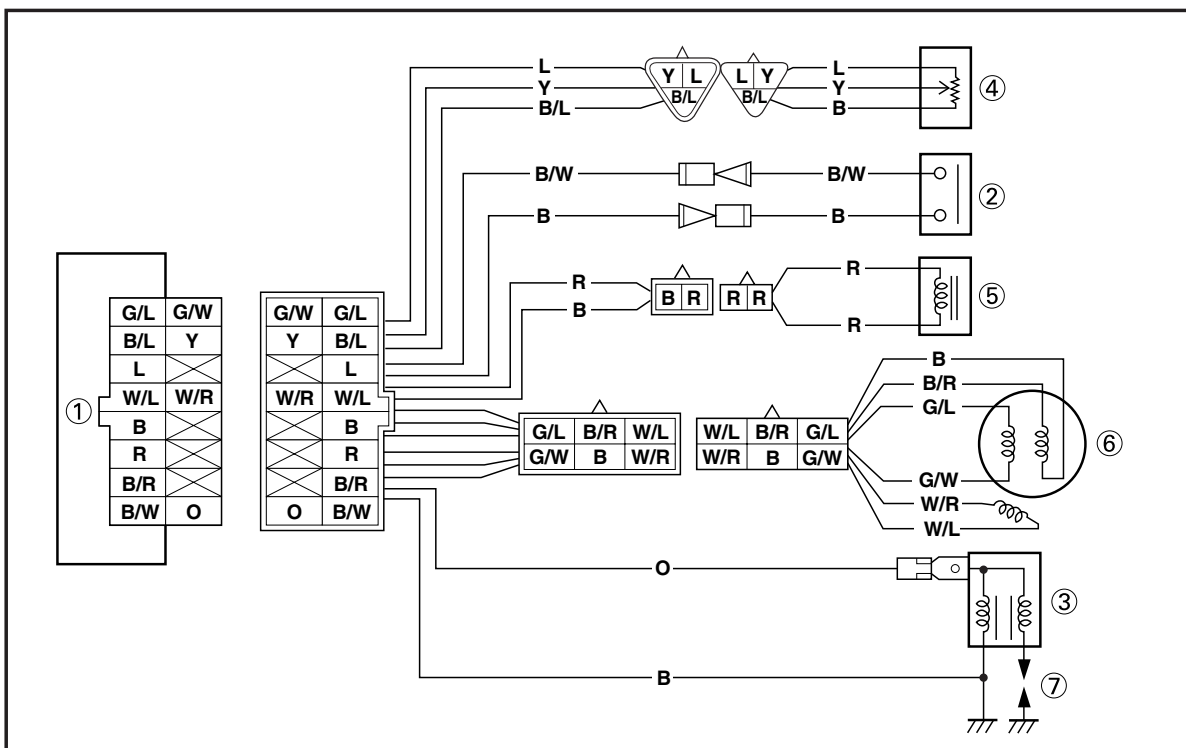 L
Y L L Y L
Y Y ④
B/L B/L B/L B
B/W B/W
②
B B
R R
B R R R ⑤
B R
G/L G/W G/W G/L
B/L Y Y B/L
L L
① W/L W/R W/R W/L
B B
R R
B/R B/R
B/W O O B/W
B
B/R
G/L
G/L B/R W/L W/L B/R G/L
G/W B W/R W/R B G/W
⑥
G/W
W/R
W/L
O
③
B
⑦